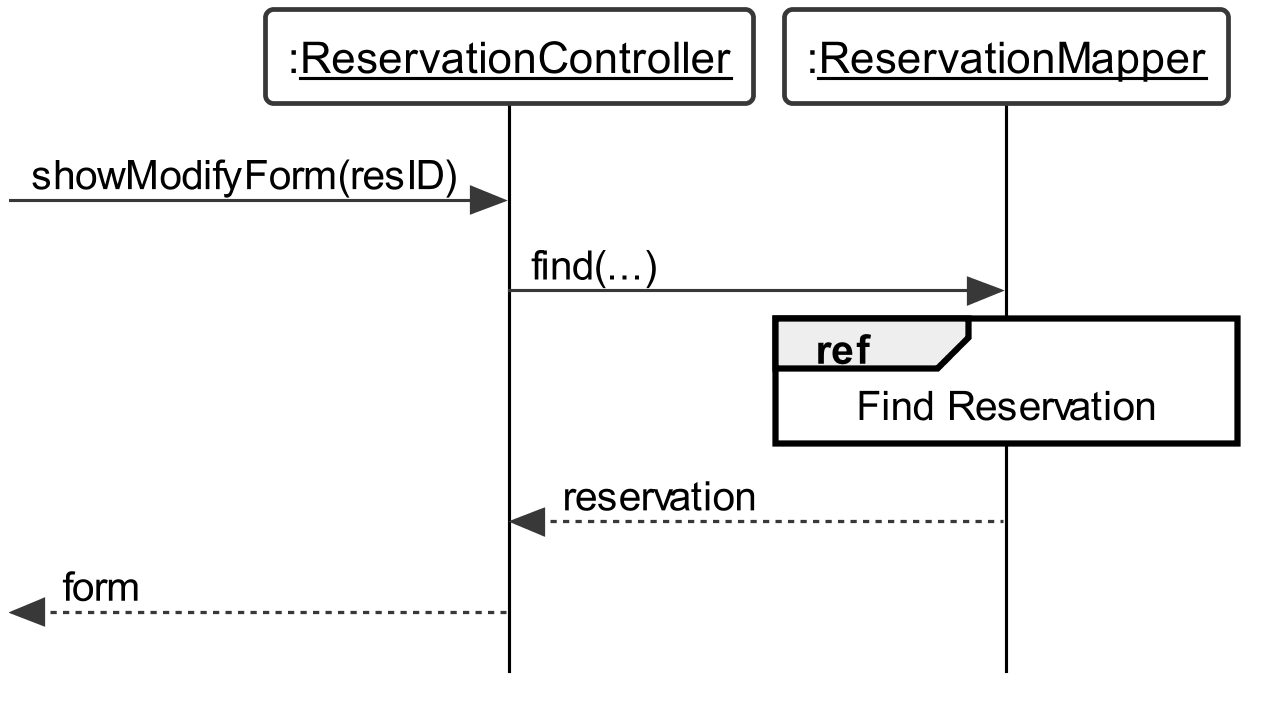 :ReservationController :ReservationMapper
showModifyForm(resID)
find(…)
ref
Find Reservation
reservation
form